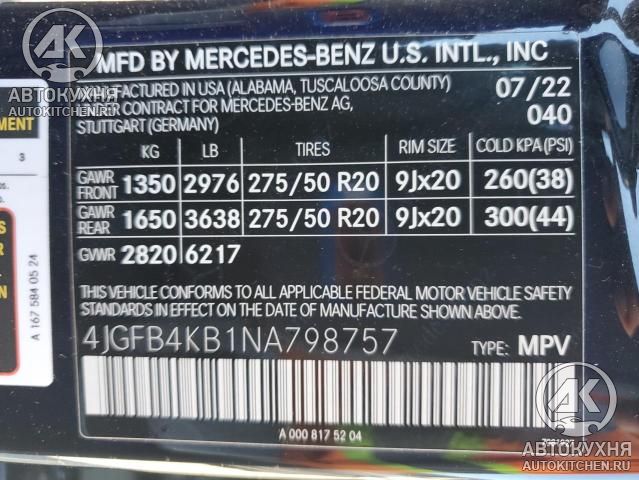 AK
MFD BY MERCEDES-BENZ U.S. INTL., INC
АВТОКУХНЯ
AUTOKITCHEN.RU
MANUFACTURED IN USA (ALABAMA, TUSCALOOSA COUNTY) 07/22
UNDER CONTRACT FOR MERCEDES-BENZ AG, 040
STUTTGART (GERMANY)
KG LB TIRES RIM SIZE COLD KPA(PSI)
GAWR FRONT 1350 2976 275/50 R20 9Jx20 260(38)
GAWR REAR 1650 3638 275/50 R20 9Jx20 300(44)
GVWR 2820 6217
THIS VEHICLE CONFORMS TO ALL APPLICABLE FEDERAL MOTOR VEHICLE SAFETY
STANDARDS IN EFFECT ON THE DATE OF MANUFACTURE SHOWN ABOVE.
4JGFB4KB1NA798757 TYPE: MPV
A 000 817 52 04
3
A 167 584 05 24
AK
АВТОКУХНЯ
AUTOKITCHEN.RU